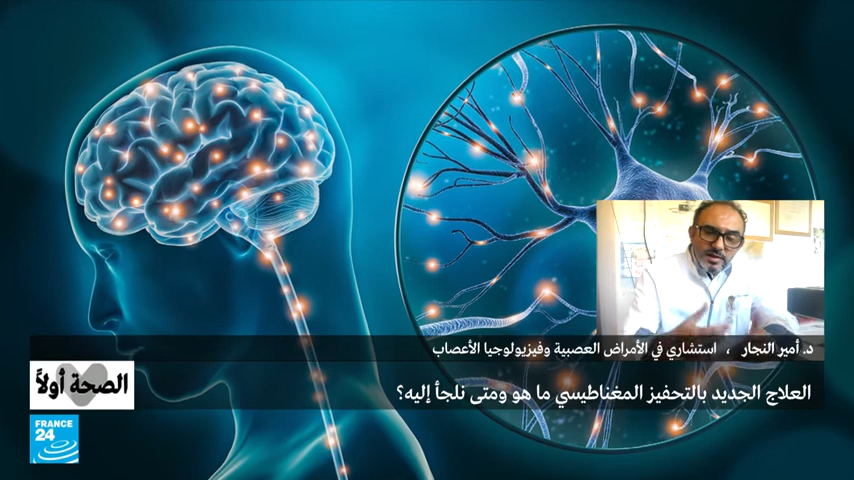 د. أمير النجار ، استشاري في الأمراض العصبية وفيزيولوجيا الأعصاب
الصحة أولاً
العلاج الجديد بالتحفيز المغناطيسي ما هو ومتى نلجأ إليه؟
FRANCE
24